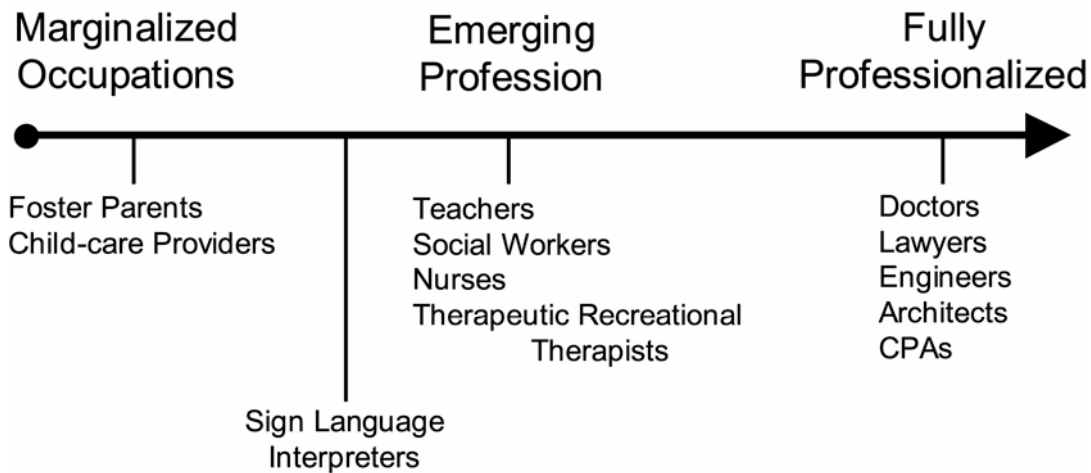 Marginalized
Occupations
Emerging
Profession
Fully
Professionalized
Foster Parents
Child-care Providers
Teachers
Social Workers
Nurses
Therapeutic Recreational
Therapists
Doctors
Lawyers
Engineers
Architects
CPAs
Sign Language
Interpreters